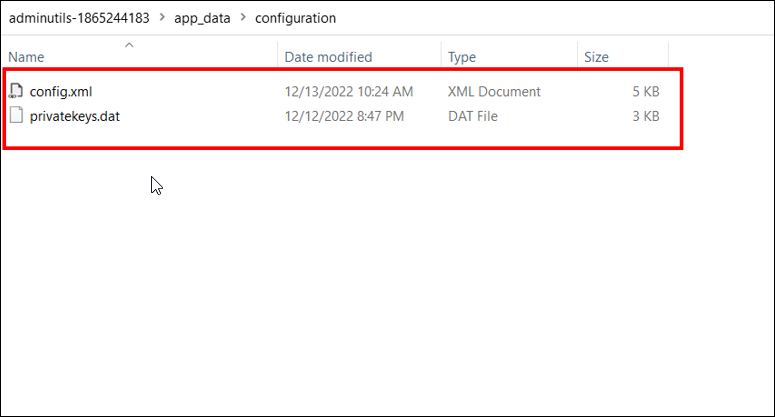 adminutils-1865244183 > app_data > configuration
Name Date modified Type Size
config.xml 12/13/2022 10:24 AM XML Document 5 KB
privatekeys.dat 12/12/2022 8:47 PM DAT File 3 KB